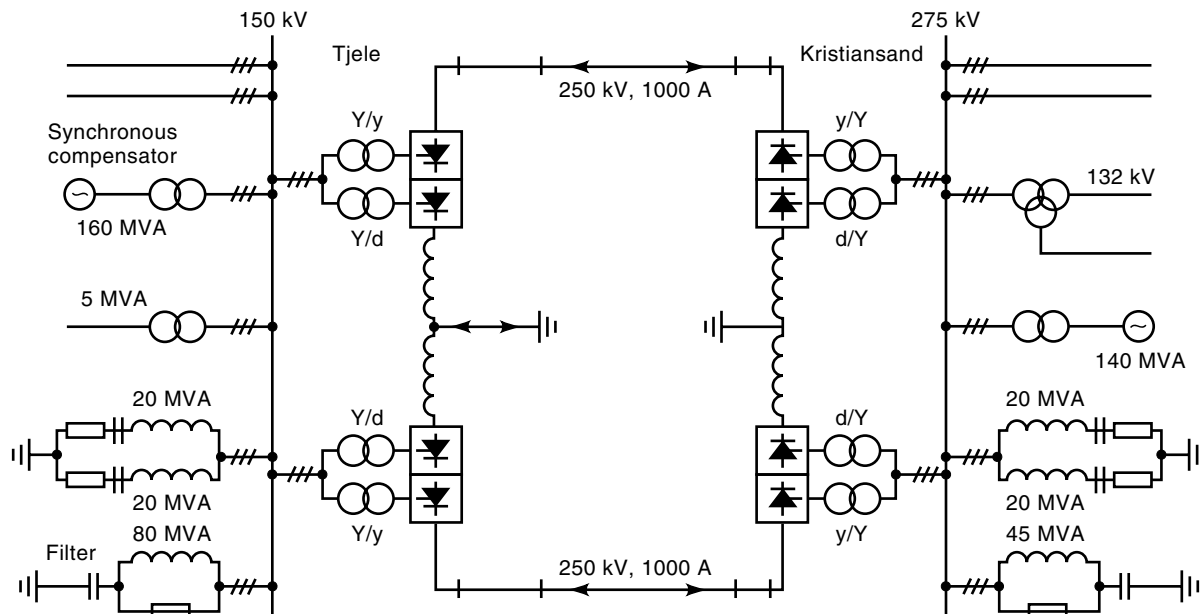 150 kV
275 kV
Tjele
Kristiansand
250 kV, 1000 A
Y/y
y/Y
Synchronous
compensator
132 kV
160 MVA
Y/d
d/Y
5 MVA
140 MVA
20 MVA
Y/d
d/Y
20 MVA
20 MVA
20 MVA
Y/y
y/Y
Filter
80 MVA
45 MVA
250 kV, 1000 A